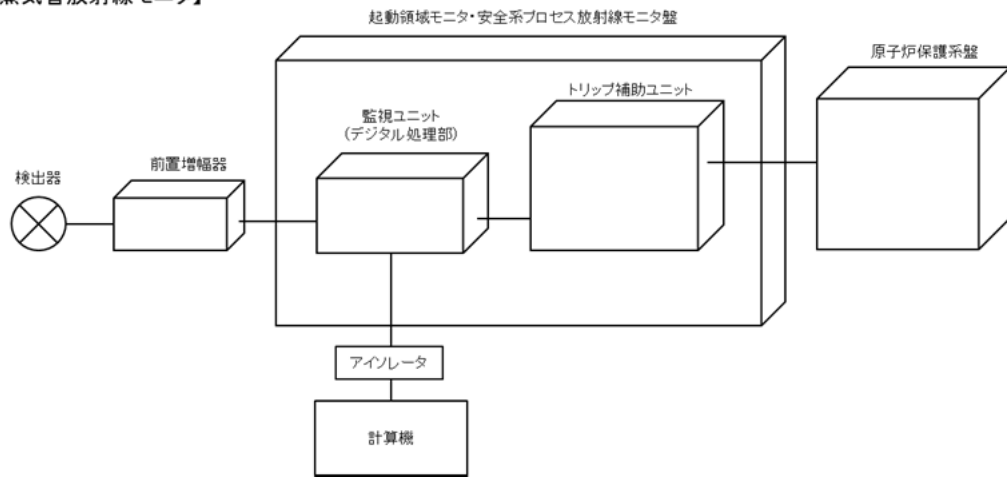 蒸気管放射線モニタ】
起動領域モニタ・安全系プロセス放射線モニタ盤
原子炉保護系盤
トリップ補助ユニット
監視ユニット
(デジタル処理部)
前置増幅器
検出器
アイソレータ
計算機